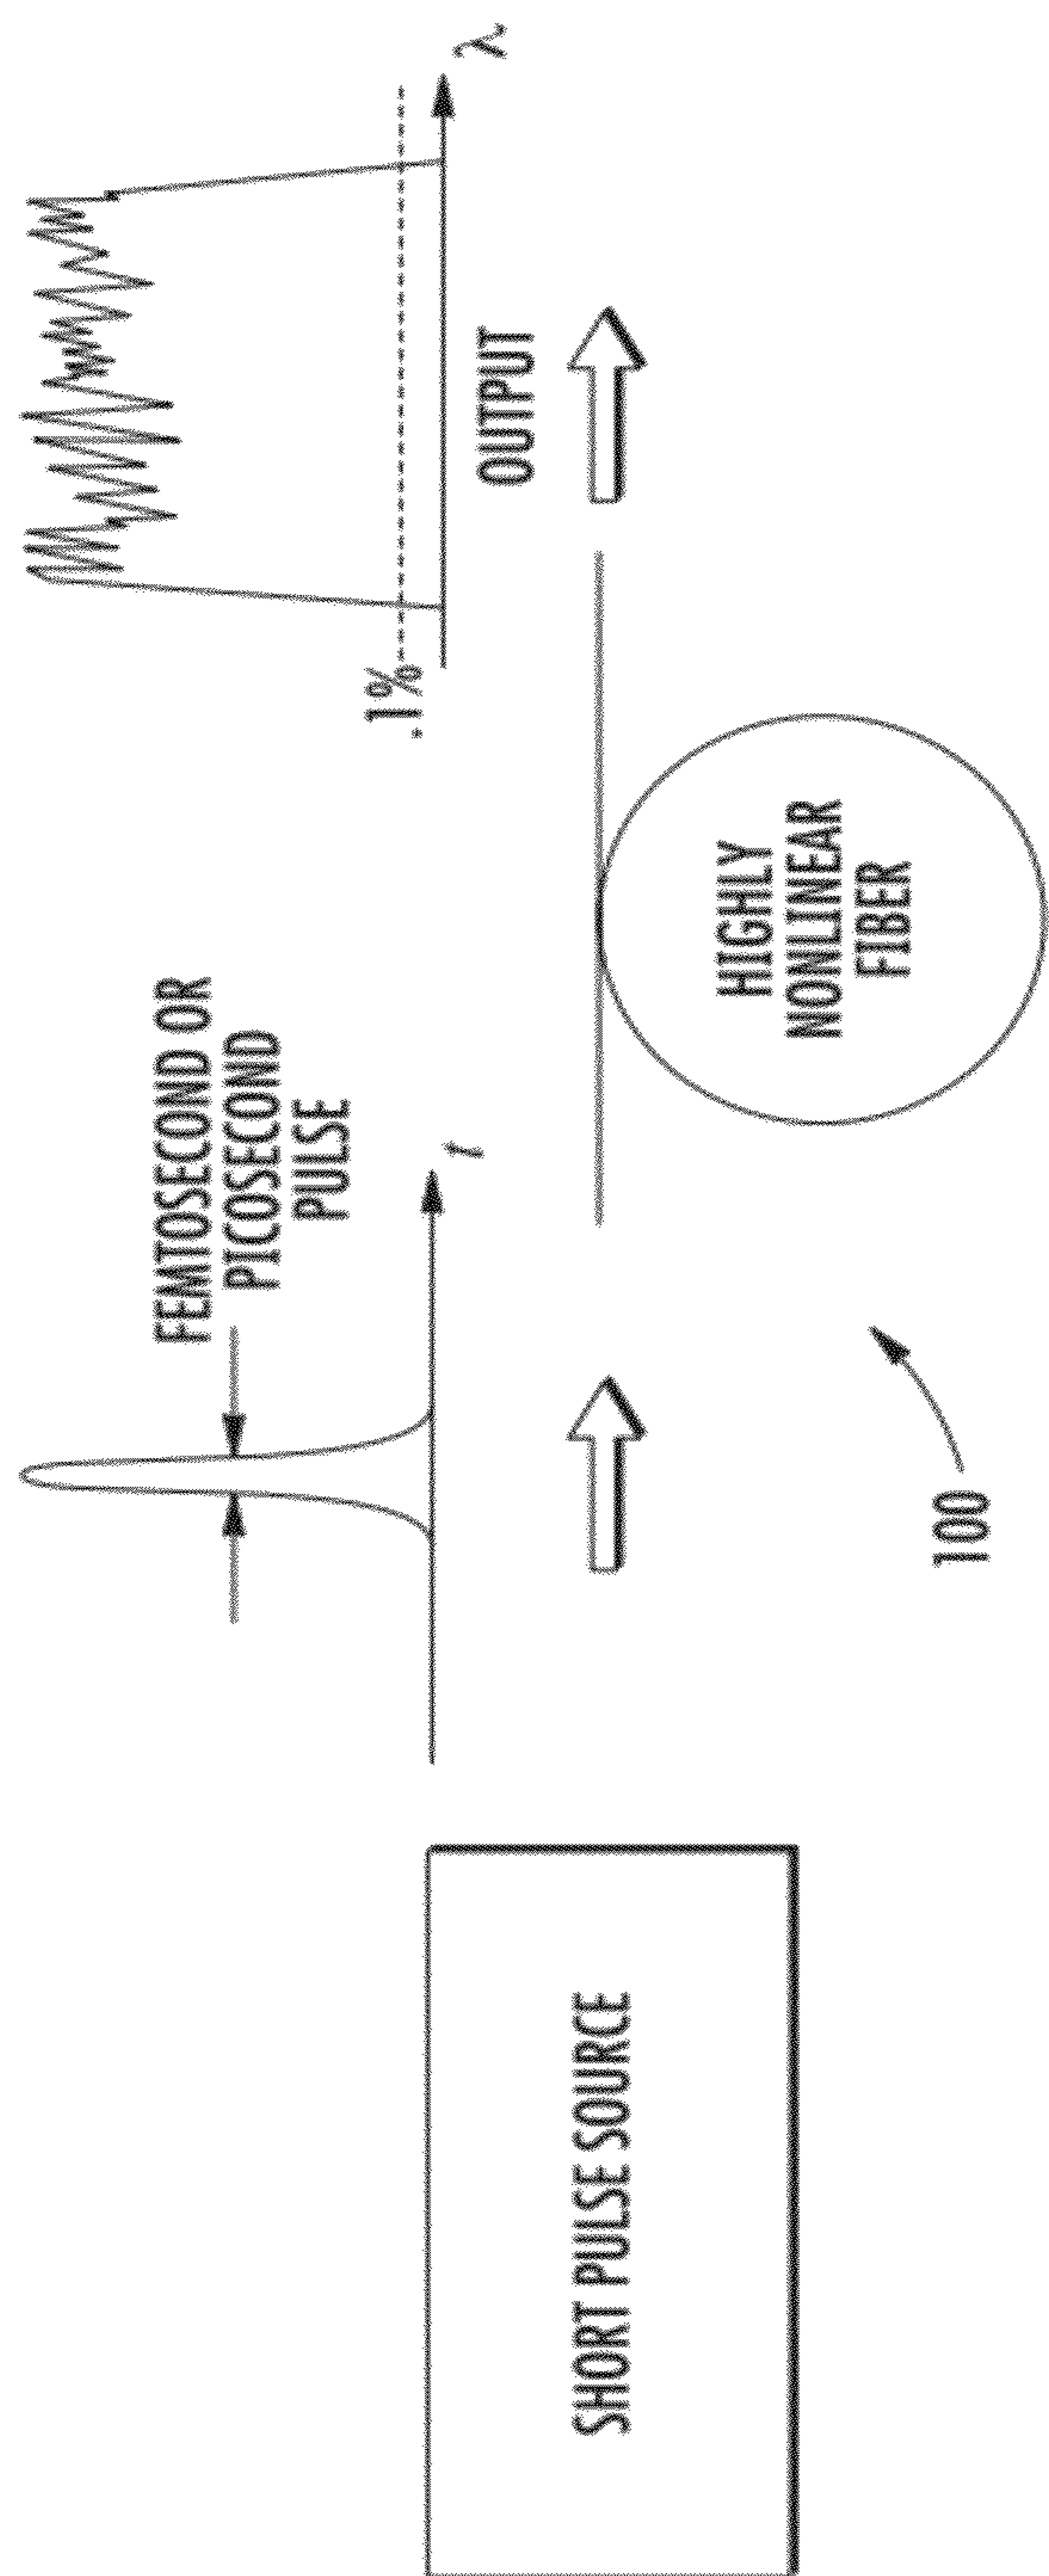 SHORT PULSE SOURCE
FEMTOSECOND OR
PICOSECOND
PULSE
t
100
HIGHLY
NONLINEAR
FIBER
.1%
λ
OUTPUT